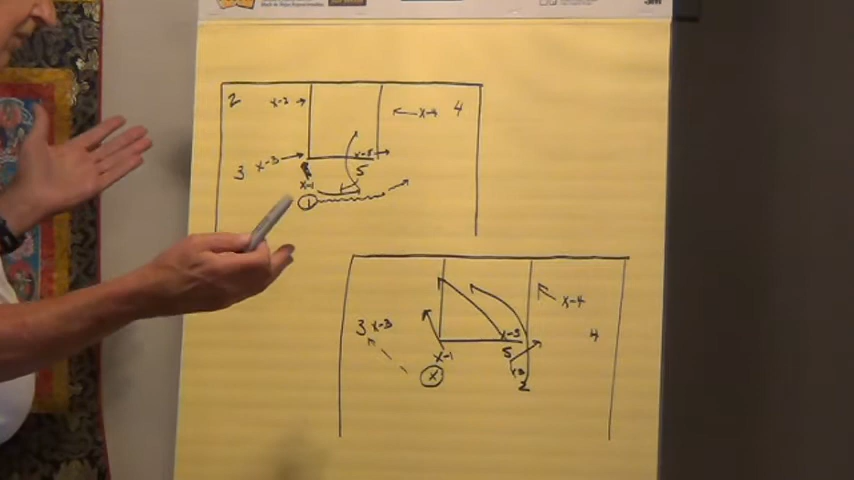 2 x-2 x-4 4
3 x-3 x-5
5
x-1
1
x-4
3 x-3 x-5 4
x-1 5
x x-2
2